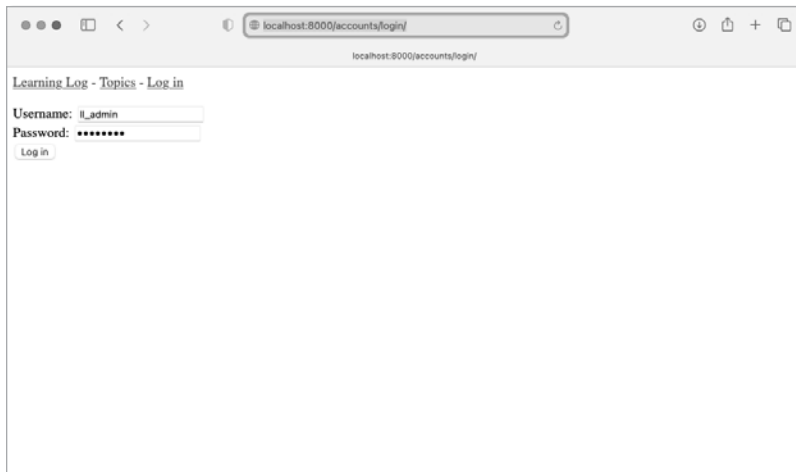 localhost:8000/accounts/login/
localhost:8000/accounts/login/
Learning Log - Topics - Log in
Username: ll_admin
Password: ••••••••
Log in